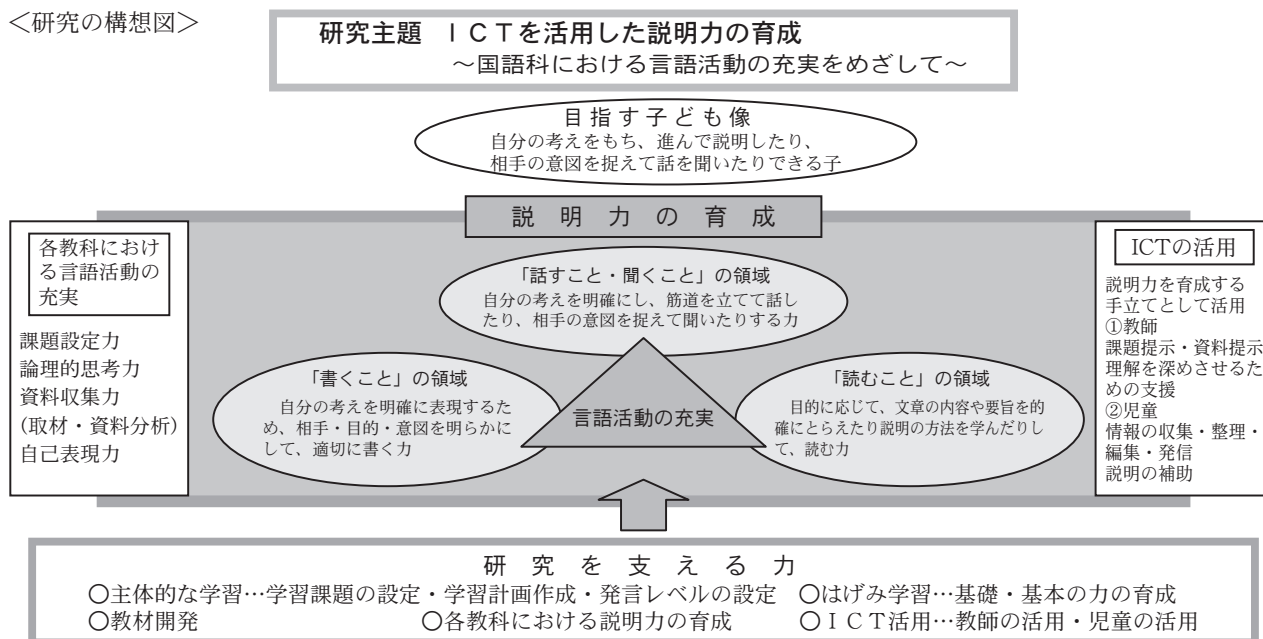 <研究の構想図>
研究主題 ＩＣＴを活用した説明力の育成
～国語科における言語活動の充実をめざして～
目指す子ども像
自分の考えをもち、進んで説明したり、
相手の意図を捉えて話を聞いたりできる子
説明力の育成
各教科におけ
る言語活動の
充実
課題設定力
論理的思考力
資料収集力
(取材・資料分析)
自己表現力
「話すこと・聞くこと」の領域
自分の考えを明確にし、筋道を立てて話し
たり、相手の意図を捉えて聞いたりする力
「書くこと」の領域
自分の考えを明確に表現するた
め、相手・目的・意図を明らかに
して、適切に書く力
言語活動の充実
「読むこと」の領域
目的に応じて、文章の内容や要旨を的
確にとらえたり説明の方法を学んだりし
て、読む力
ICTの活用
説明力を育成する
手立てとして活用
①教師
課題提示・資料提示
理解を深めさせるた
めの支援
②児童
情報の収集・整理・
編集・発信
説明の補助
研究を支える力
○主体的な学習…学習課題の設定・学習計画作成・発言レベルの設定 ○はげみ学習…基礎・基本の力の育成
○教材開発 ○各教科における説明力の育成 ○ＩＣＴ活用…教師の活用・児童の活用